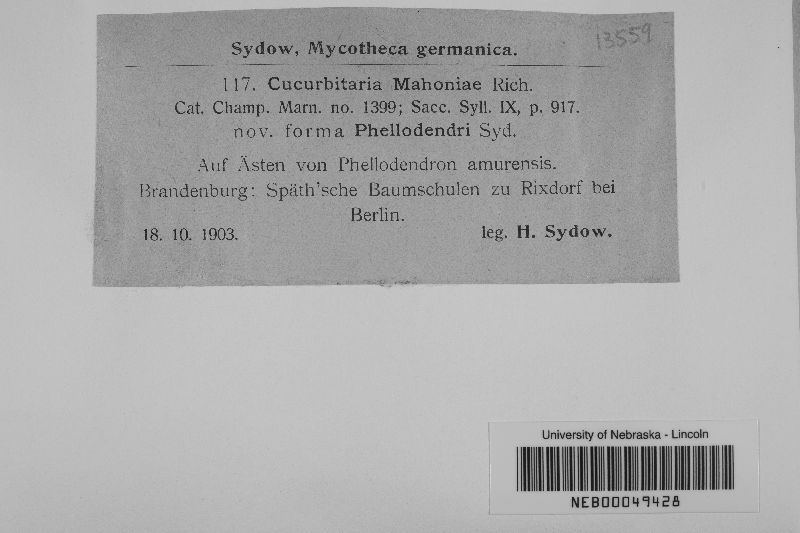 13559
Sydow, Mycotheca germanica.
117. Cucurbitaria Mahoniae Rich.
Cat. Champ. Marn. no. 1399; Sacc. Syll. IX, p. 917.
nov. forma Phellodendri Syd.
Auf Ästen von Phellodendron amurensis.
Brandenburg: Späth'sche Baumschulen zu Rixdorf bei
Berlin.
18. 10. 1903. leg. H. Sydow.
University of Nebraska - Lincoln
NEB00049428